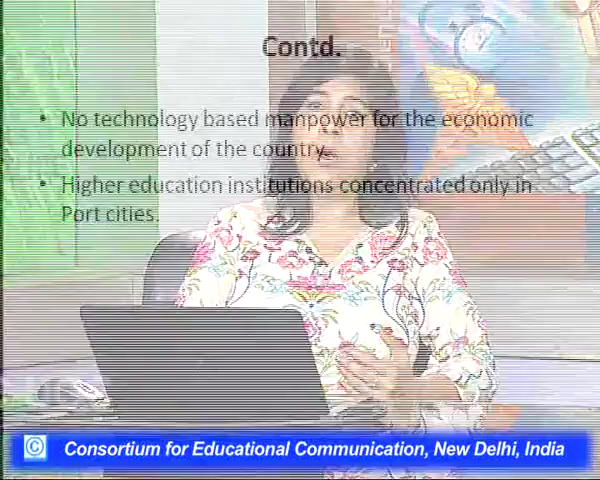 Contd.
• No technology based manpower for the economic
development of the country.
• Higher education institutions concentrated only in
Port cities.
© Consortium for Educational Communication, New Delhi, India